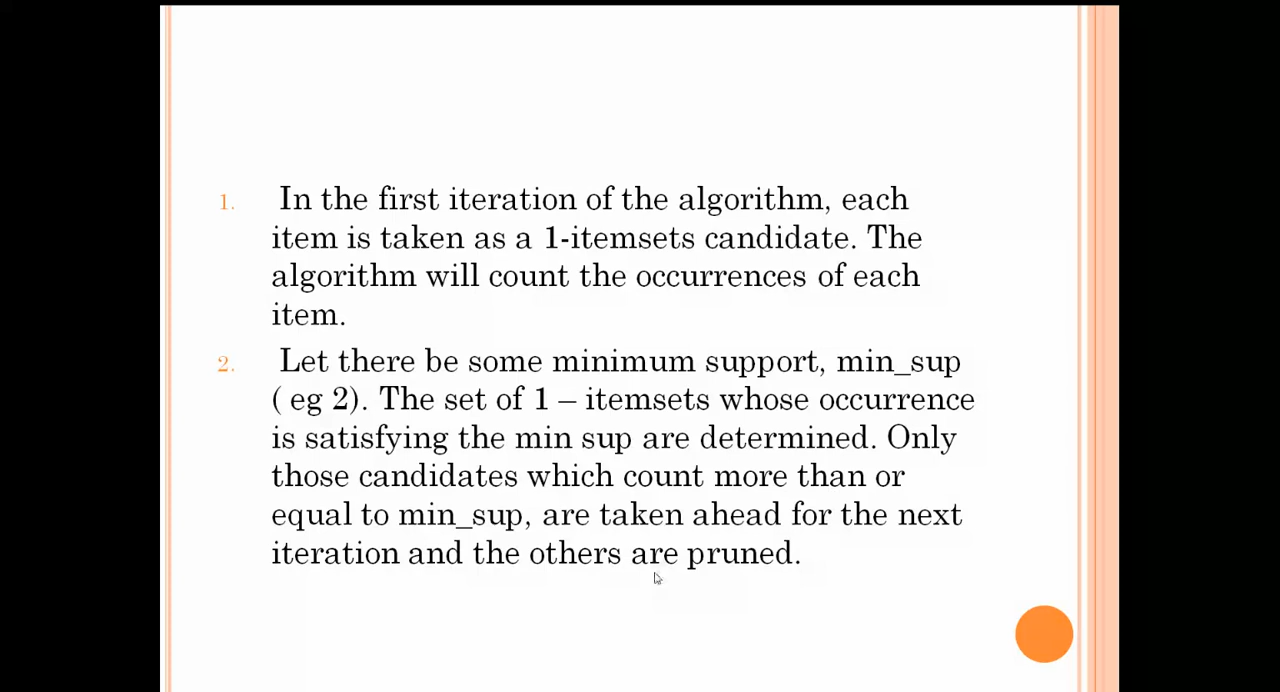 1. In the first iteration of the algorithm, each
item is taken as a 1-itemsets candidate. The
algorithm will count the occurrences of each
item.
2. Let there be some minimum support, min_sup
( eg 2). The set of 1 – itemsets whose occurrence
is satisfying the min sup are determined. Only
those candidates which count more than or
equal to min_sup, are taken ahead for the next
iteration and the others are pruned.